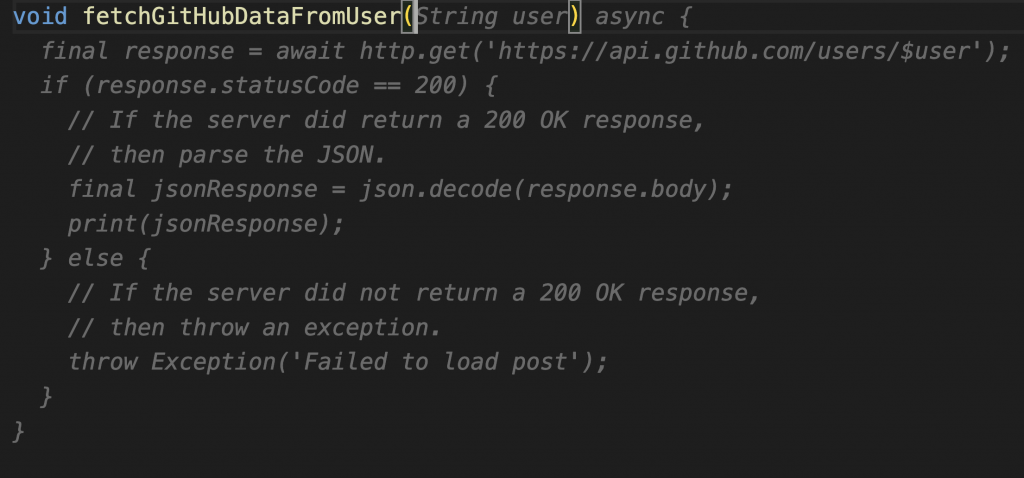 void fetchGitHubDataFromUser(String user) async {
  final response = await http.get('https://api.github.com/users/$user');
  if (response.statusCode == 200) {
    // If the server did return a 200 OK response,
    // then parse the JSON.
    final jsonResponse = json.decode(response.body);
    print(jsonResponse);
  } else {
    // If the server did not return a 200 OK response,
    // then throw an exception.
    throw Exception('Failed to load post');
  }
}